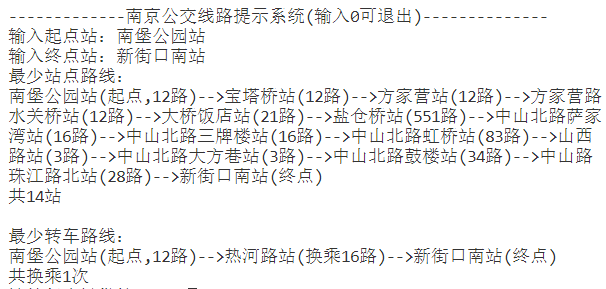 -------------南京公交线路提示系统(输入0可退出)--------------
输入起点站：南堡公园站
输入终点站：新街口站
最少站点路线：
南堡公园站(起点,12路)-->宝塔桥站(12路)-->方家营站(12路)-->方家营路
水关桥站(12路)-->大桥饭店站(21路)-->盐仓桥站(551路)-->中山北路萨家
湾站(16路)-->中山北路三牌楼站(16路)-->中山北路虹桥站(83路)-->山西
路站(3路)-->中山北路大方巷站(3路)-->中山北路鼓楼站(34路)-->中山路
珠江路北站(28路)-->新街口南站(终点)
共14站
最少转车路线：
南堡公园站(起点,12路)-->热河路站(换乘16路)-->新街口南站(终点)
共换乘1次